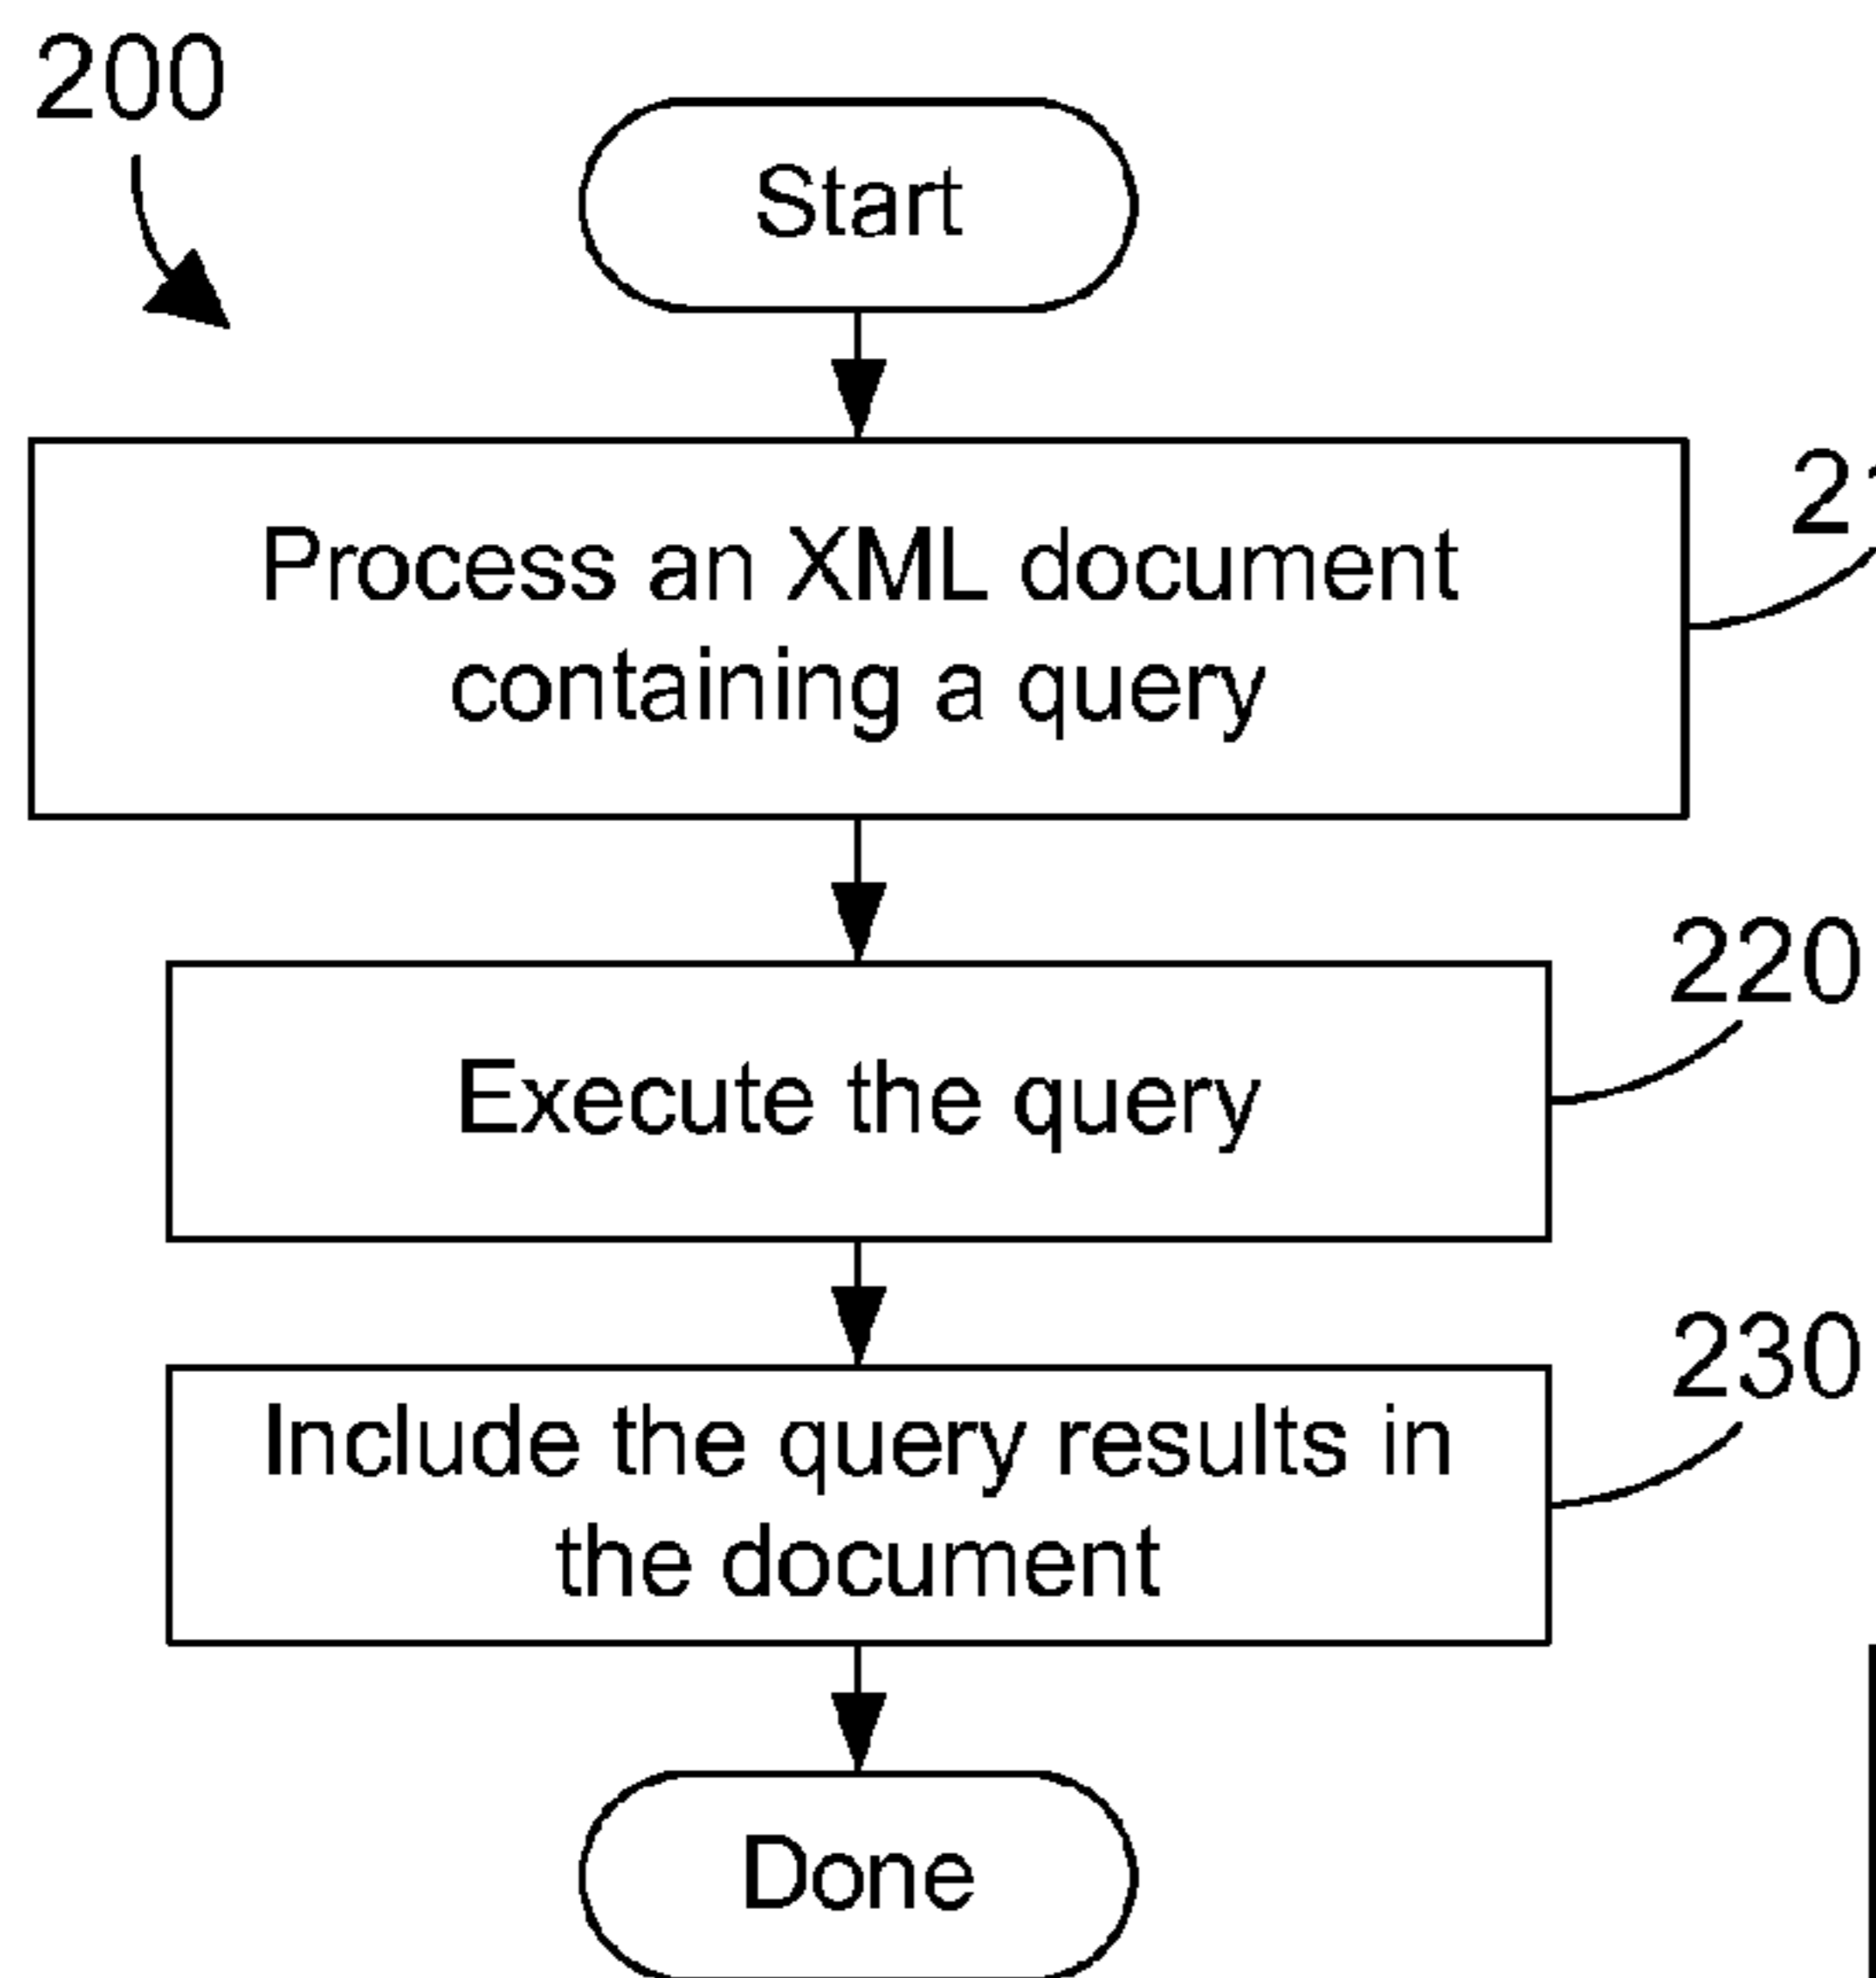 200
Start
Process an XML document
containing a query
Execute the query
220
Include the query results in
the document
230
Done